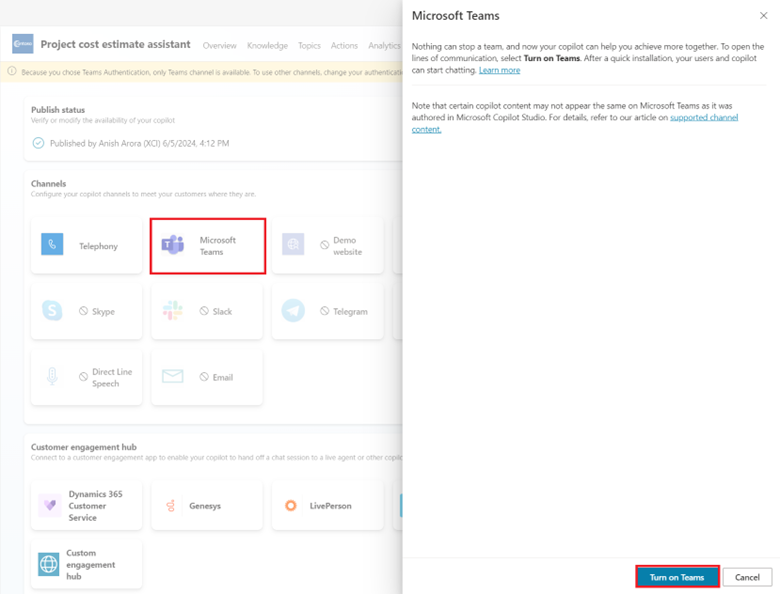 Project cost estimate assistant
Overview Knowledge Topics Actions Analytics
Because you chose Teams Authentication, only Teams channel is available. To use other channels, change your
Publish status
Verify or modify the availability of your copilot
Published by Anish Arora (XCI) 6/5/2024, 4:12 PM
Channels
Configure your copilot channels to meet your customers where they are.
Telephony
Microsoft
Teams
Demo
website
Skype
Slack
Telegram
Direct Line
Speech
Email
Customer engagement hub
Connect to a customer engagement app to enable your copilot to hand off a chat session to a live agent or other
Dynamics 365
Customer
Service
Genesys
LivePerson
Custom
engagement
hub
Microsoft Teams
Nothing can stop a team, and now your copilot can help you achieve more together. To open the
lines of communication, select Turn on Teams. After a quick installation, your users and copilot
can start chatting. Learn more
Note that certain copilot content may not appear the same on Microsoft Teams as it was
authored in Microsoft Copilot Studio. For details, refer to our article on supported channel
content.
Turn on Teams
Cancel